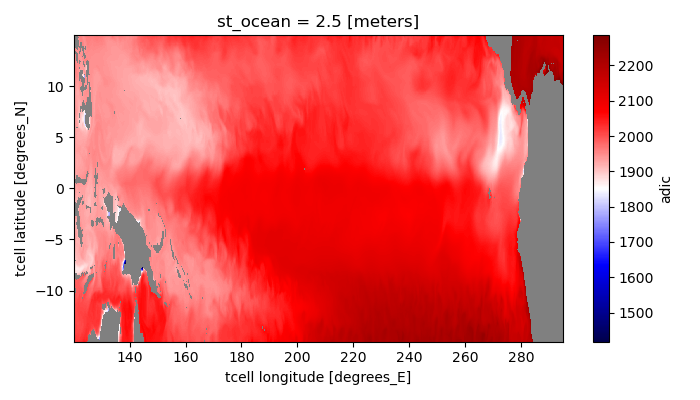 st_ocean = 2.5 [meters]
tcell latitude [degrees_N]
10
5
0
−5
−10
140 160 180 200 220 240 260 280
tcell longitude [degrees_E]
2200
2100
2000
1900
1800
1700
1600
1500
adic